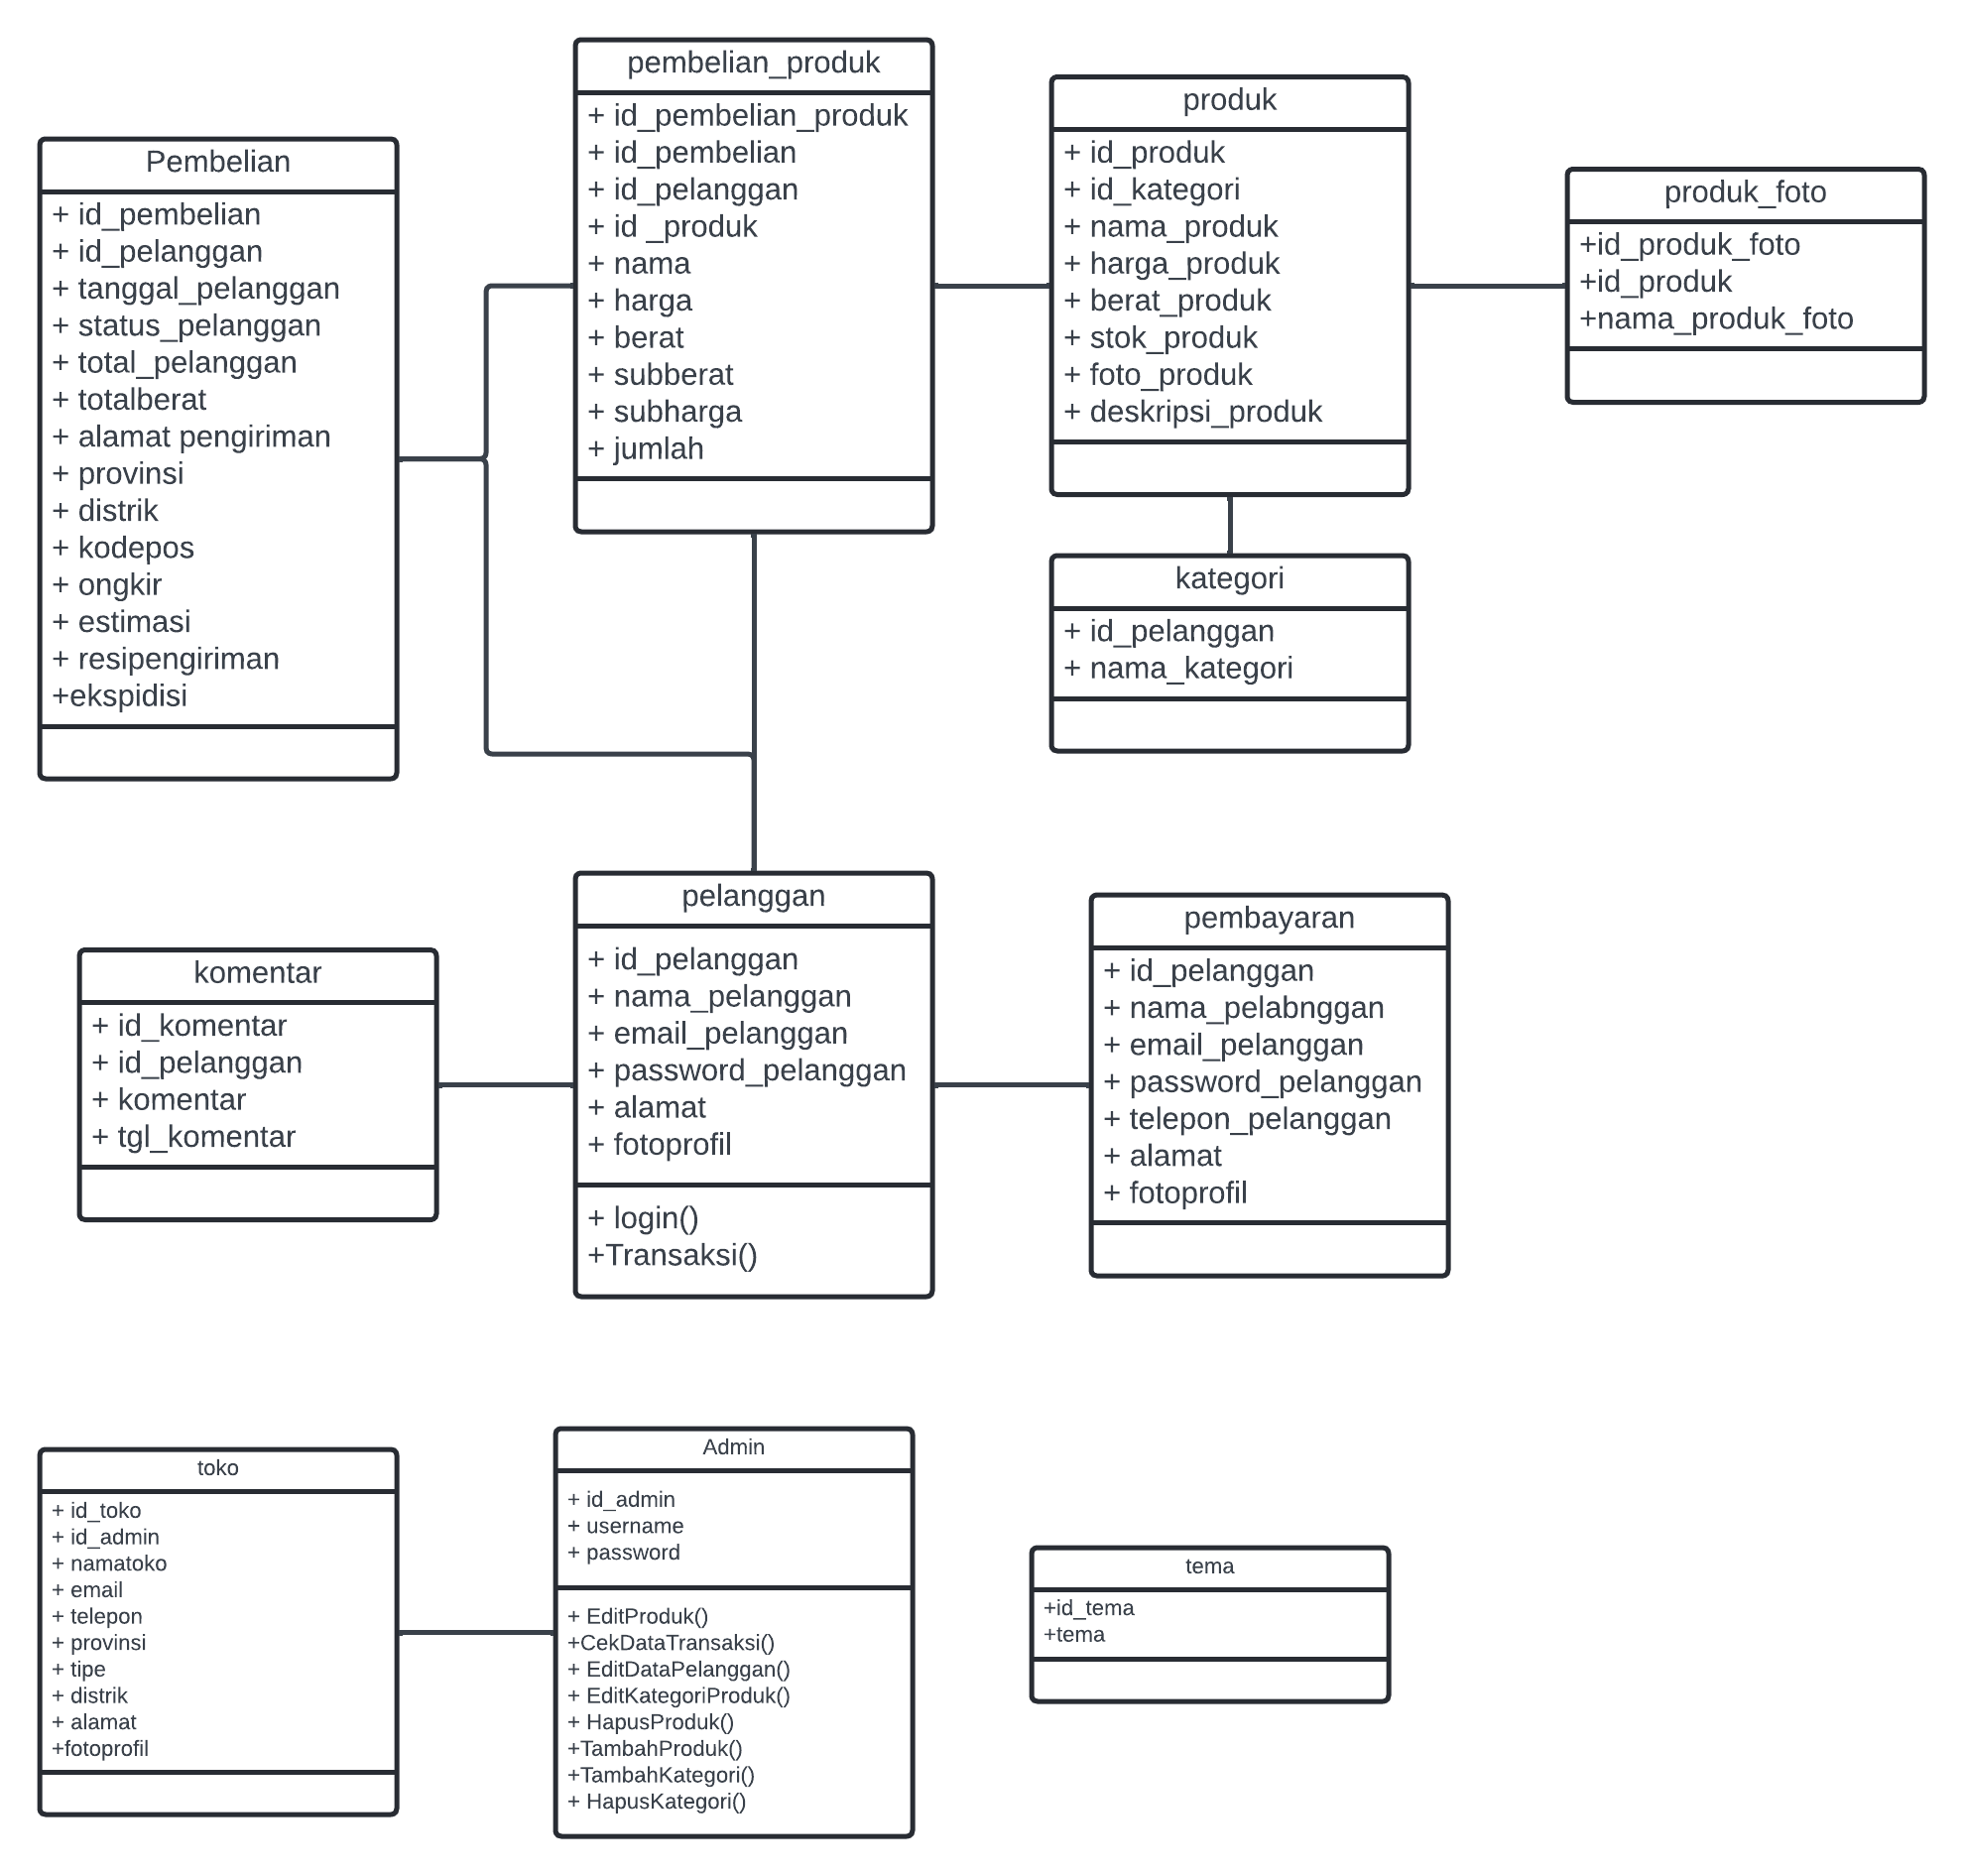 Pembelian
+ id_pembelian
+ id_pelanggan
+ tanggal_pelanggan
+ status_pelanggan
+ total_pelanggan
+ totalberat
+ alamat pengiriman
+ provinsi
+ distrik
+ kodepos
+ ongkir
+ estimasi
+ resipengiriman
+ekspidisi
pembelian_produk
+ id_pembelian_produk
+ id_pembelian
+ id_pelanggan
+ id _produk
+ nama
+ harga
+ berat
+ subberat
+ subharga
+ jumlah
produk
+ id_produk
+ id_kategori
+ nama_produk
+ harga_produk
+ berat_produk
+ stok_produk
+ foto_produk
+ deskripsi_produk
produk_foto
+id_produk_foto
+id_produk
+nama_produk_foto
kategori
+ id_pelanggan
+ nama_kategori
komentar
+ id_komentar
+ id_pelanggan
+ komentar
+ tgl_komentar
pelanggan
+ id_pelanggan
+ nama_pelanggan
+ email_pelanggan
+ password_pelanggan
+ alamat
+ fotoprofil
+ login()
+Transaksi()
pembayaran
+ id_pelanggan
+ nama_pelabnggan
+ email_pelanggan
+ password_pelanggan
+ telepon_pelanggan
+ alamat
+ fotoprofil
toko
+ id_toko
+ id_admin
+ namatoko
+ email
+ telepon
+ provinsi
+ tipe
+ distrik
+ alamat
+fotoprofil
Admin
+ id_admin
+ username
+ password
+ EditProduk()
+CekDataTransaksi()
+ EditDataPelanggan()
+ EditKategoriProduk()
+ HapusProduk()
+TambahProduk()
+TambahKategori()
+ HapusKategori()
tema
+id_tema
+tema